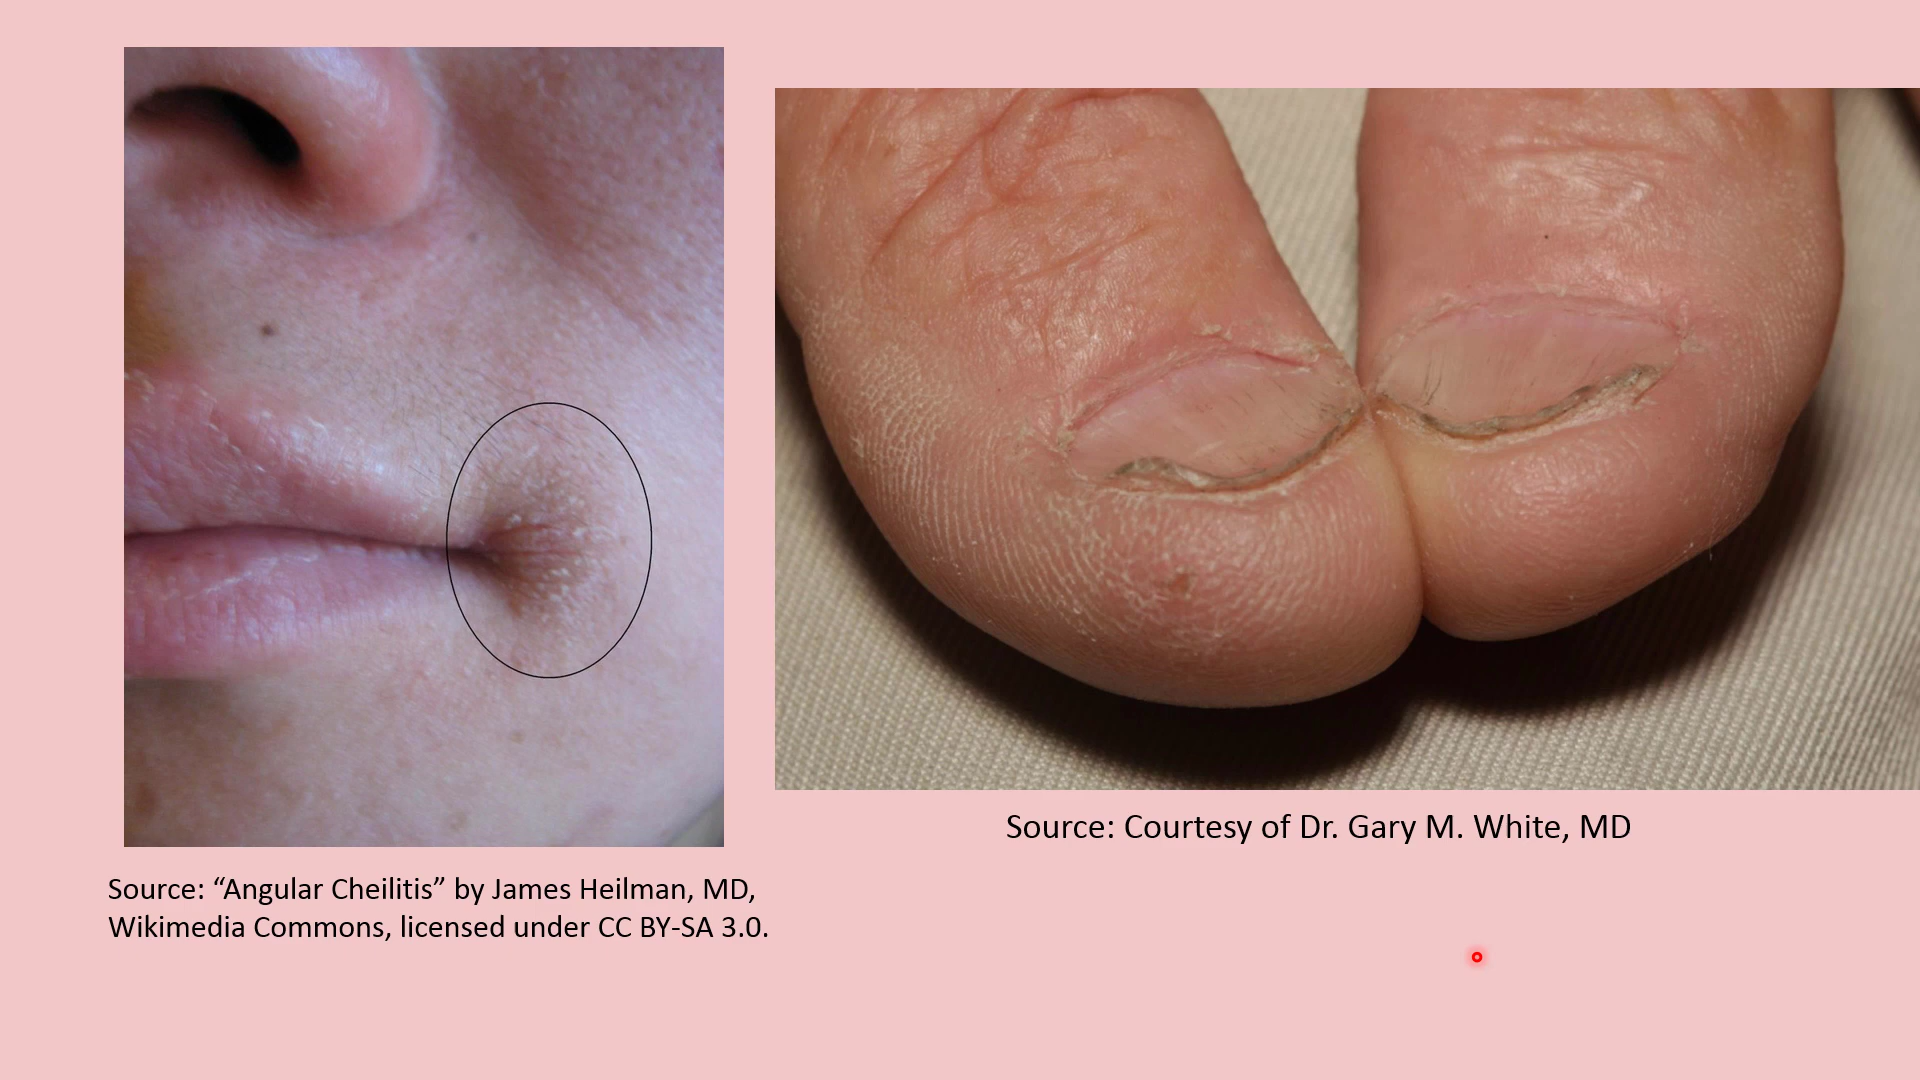 Source: Courtesy of Dr. Gary M. White, MD
Source: “Angular Cheilitis” by James Heilman, MD,
Wikimedia Commons, licensed under CC BY-SA 3.0.